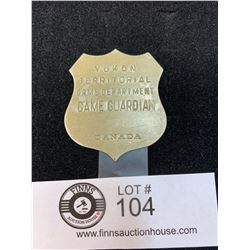 YUKON
TERRITORIAL
GAME DEPARTMENT
GAME GUARDIAN
CANADA
FINNS
AUCTION HOUSE
LOT #
104
www.finnsauctionhouse.com